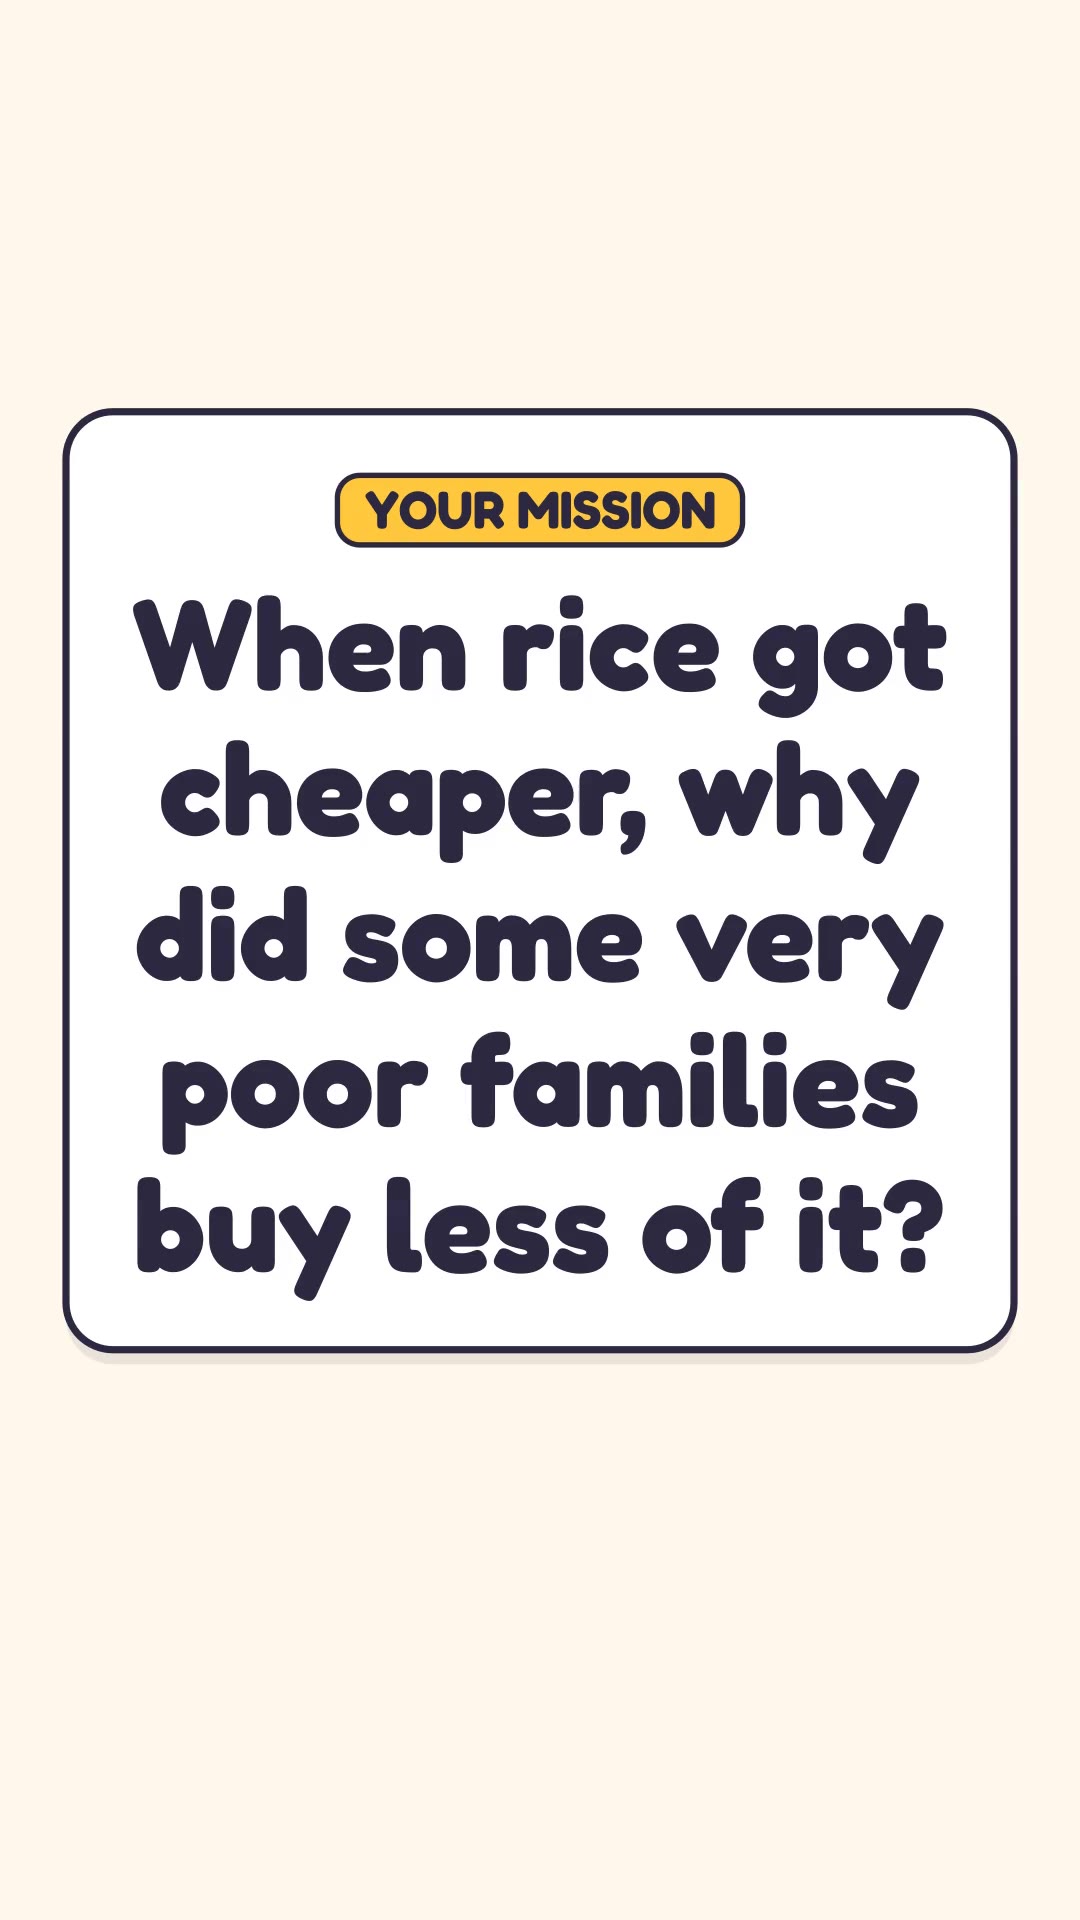 YOUR MISSION
When rice got
cheaper, why
did some very
poor families
buy less of it?